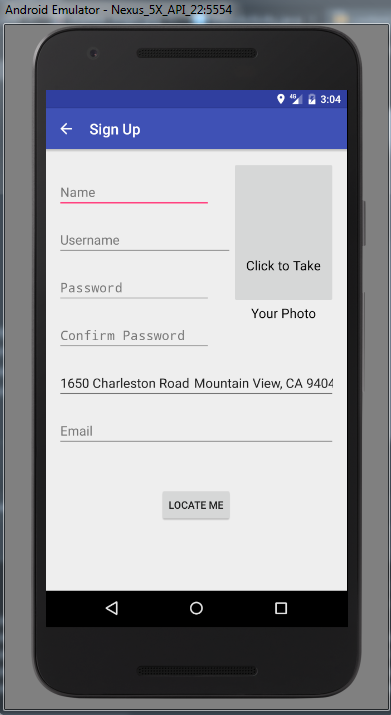 Android Emulator - Nexus_5X_API_22:5554
4G 3:04
Sign Up
Name
Username
Click to Take
Password
Your Photo
Confirm Password
1650 Charleston Road Mountain View, CA 9404
Email
LOCATE ME